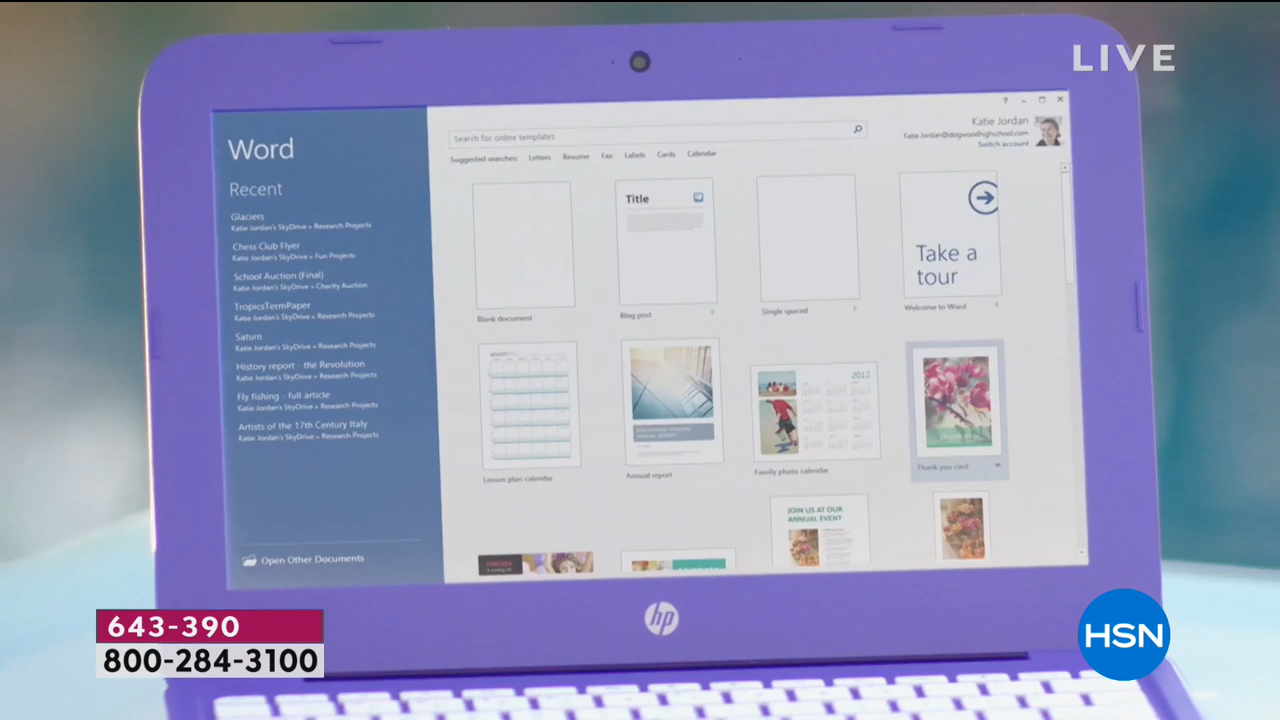 LIVE
Word
Recent
Glaciers
Katie Jordan's SkyDrive » Research Projects
Chess Club Flyer
Katie Jordan's SkyDrive » Fun Projects
School Auction (Final)
Katie Jordan's SkyDrive » Charity Auction
TropicsTermPaper
Katie Jordan's SkyDrive » Research Projects
Saturn
Katie Jordan's SkyDrive » Research Projects
History report - the Revolution
Katie Jordan's SkyDrive » Research Projects
Fly fishing - full article
Katie Jordan's SkyDrive » Research Projects
Artists of the 17th Century Italy
Katie Jordan's SkyDrive » Research Projects
Open Other Documents
Search for online templates
Suggested searches: Letters Resume Fax Labels Cards Calendar
Katie Jordan
Katie.Jordan@dogwoodhighschool.com
Switch account
Blank document
Title
Blog post
Single spaced
Take a
tour
Welcome to Word
Lesson plan calendar
Annual report
2012
Family photo calendar
Thank you card
CHELSEA
JOIN US AT OUR
ANNUAL EVENT
hp
643-390
800-284-3100
HSN